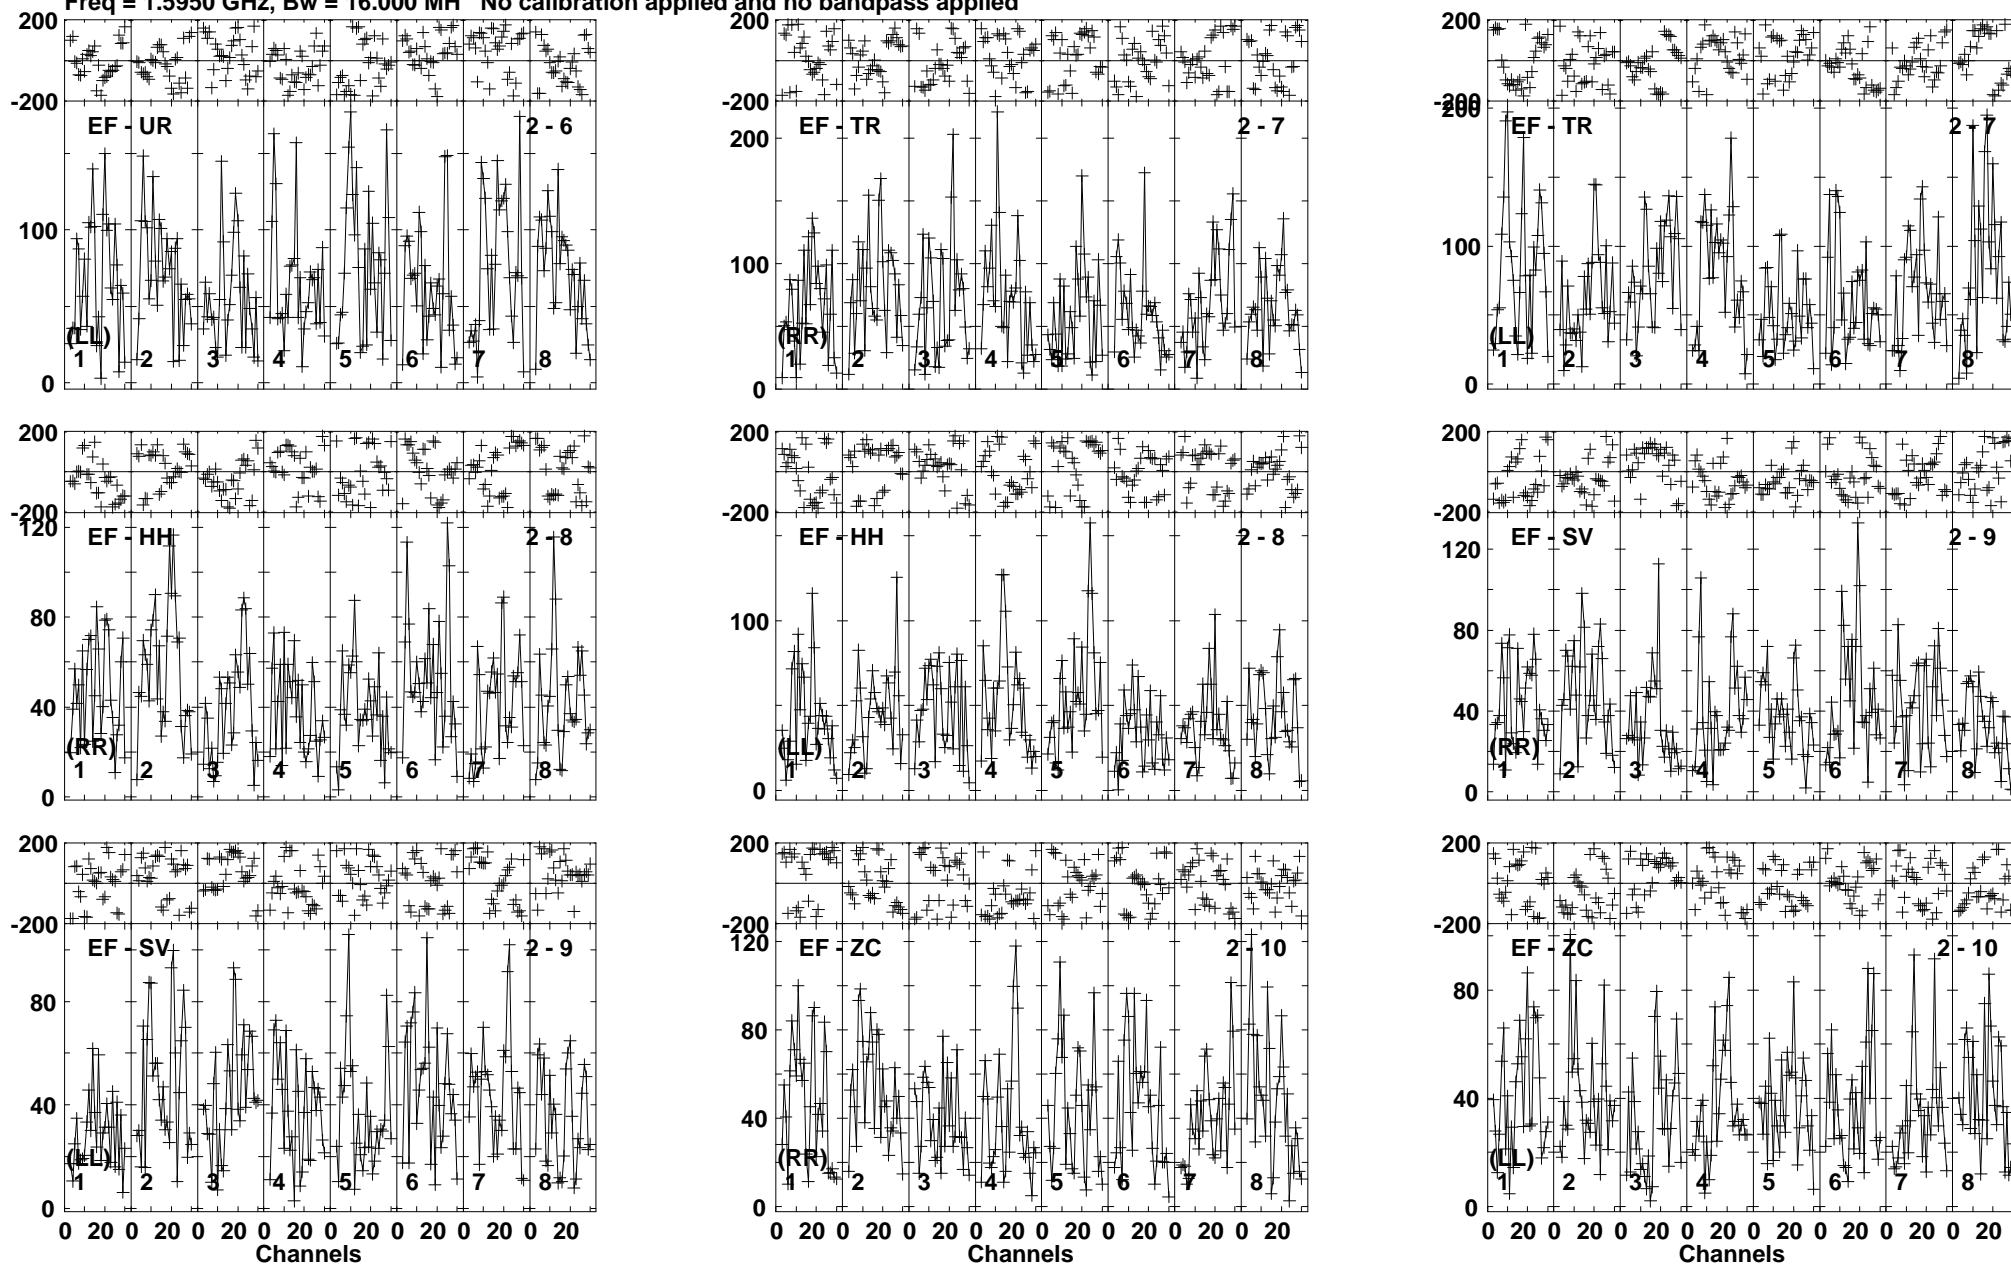 Freq = 1.5950 GHz, Bw = 16.000 MH No calibration applied and no bandpass applied
200 200 200
-200 -200 -200
EF - UR 2 - 6 EF - TR 2 - 7 200 EF - TR 2 - 7
200
100 100 100
(LL) (RR) (LL)
1 2 3 4 5 6 7 8 1 2 3 4 5 6 7 8 1 2 3 4 5 6 7 8
0 0 0
200 200 200
-200 -200 -200
120 EF - HH 2 - 8 EF - HH 2 - 8 EF - SV 2 - 9
120
80 100 80
40 40
(RR) (LL) (RR)
1 2 3 4 5 6 7 8 1 2 3 4 5 6 7 8 1 2 3 4 5 6 7 8
0 0 0
200 200 200
-200 -200 -200
EF - SV 2 - 9 120 EF - ZC 2 - 10 EF - ZC 2 - 10
80 80 80
40 40 40
(LL) (RR) (LL)
1 2 3 4 5 6 7 8 1 2 3 4 5 6 7 8 1 2 3 4 5 6 7 8
0 0 0
0 20 0 20 0 20 0 20 0 20 0 20 0 20 0 20 0 20 0 20 0 20 0 20 0 20 0 20 0 20 0 20 0 20 0 20 0 20 0 20 0 20 0 20 0 20 0 20
Channels Channels Channels